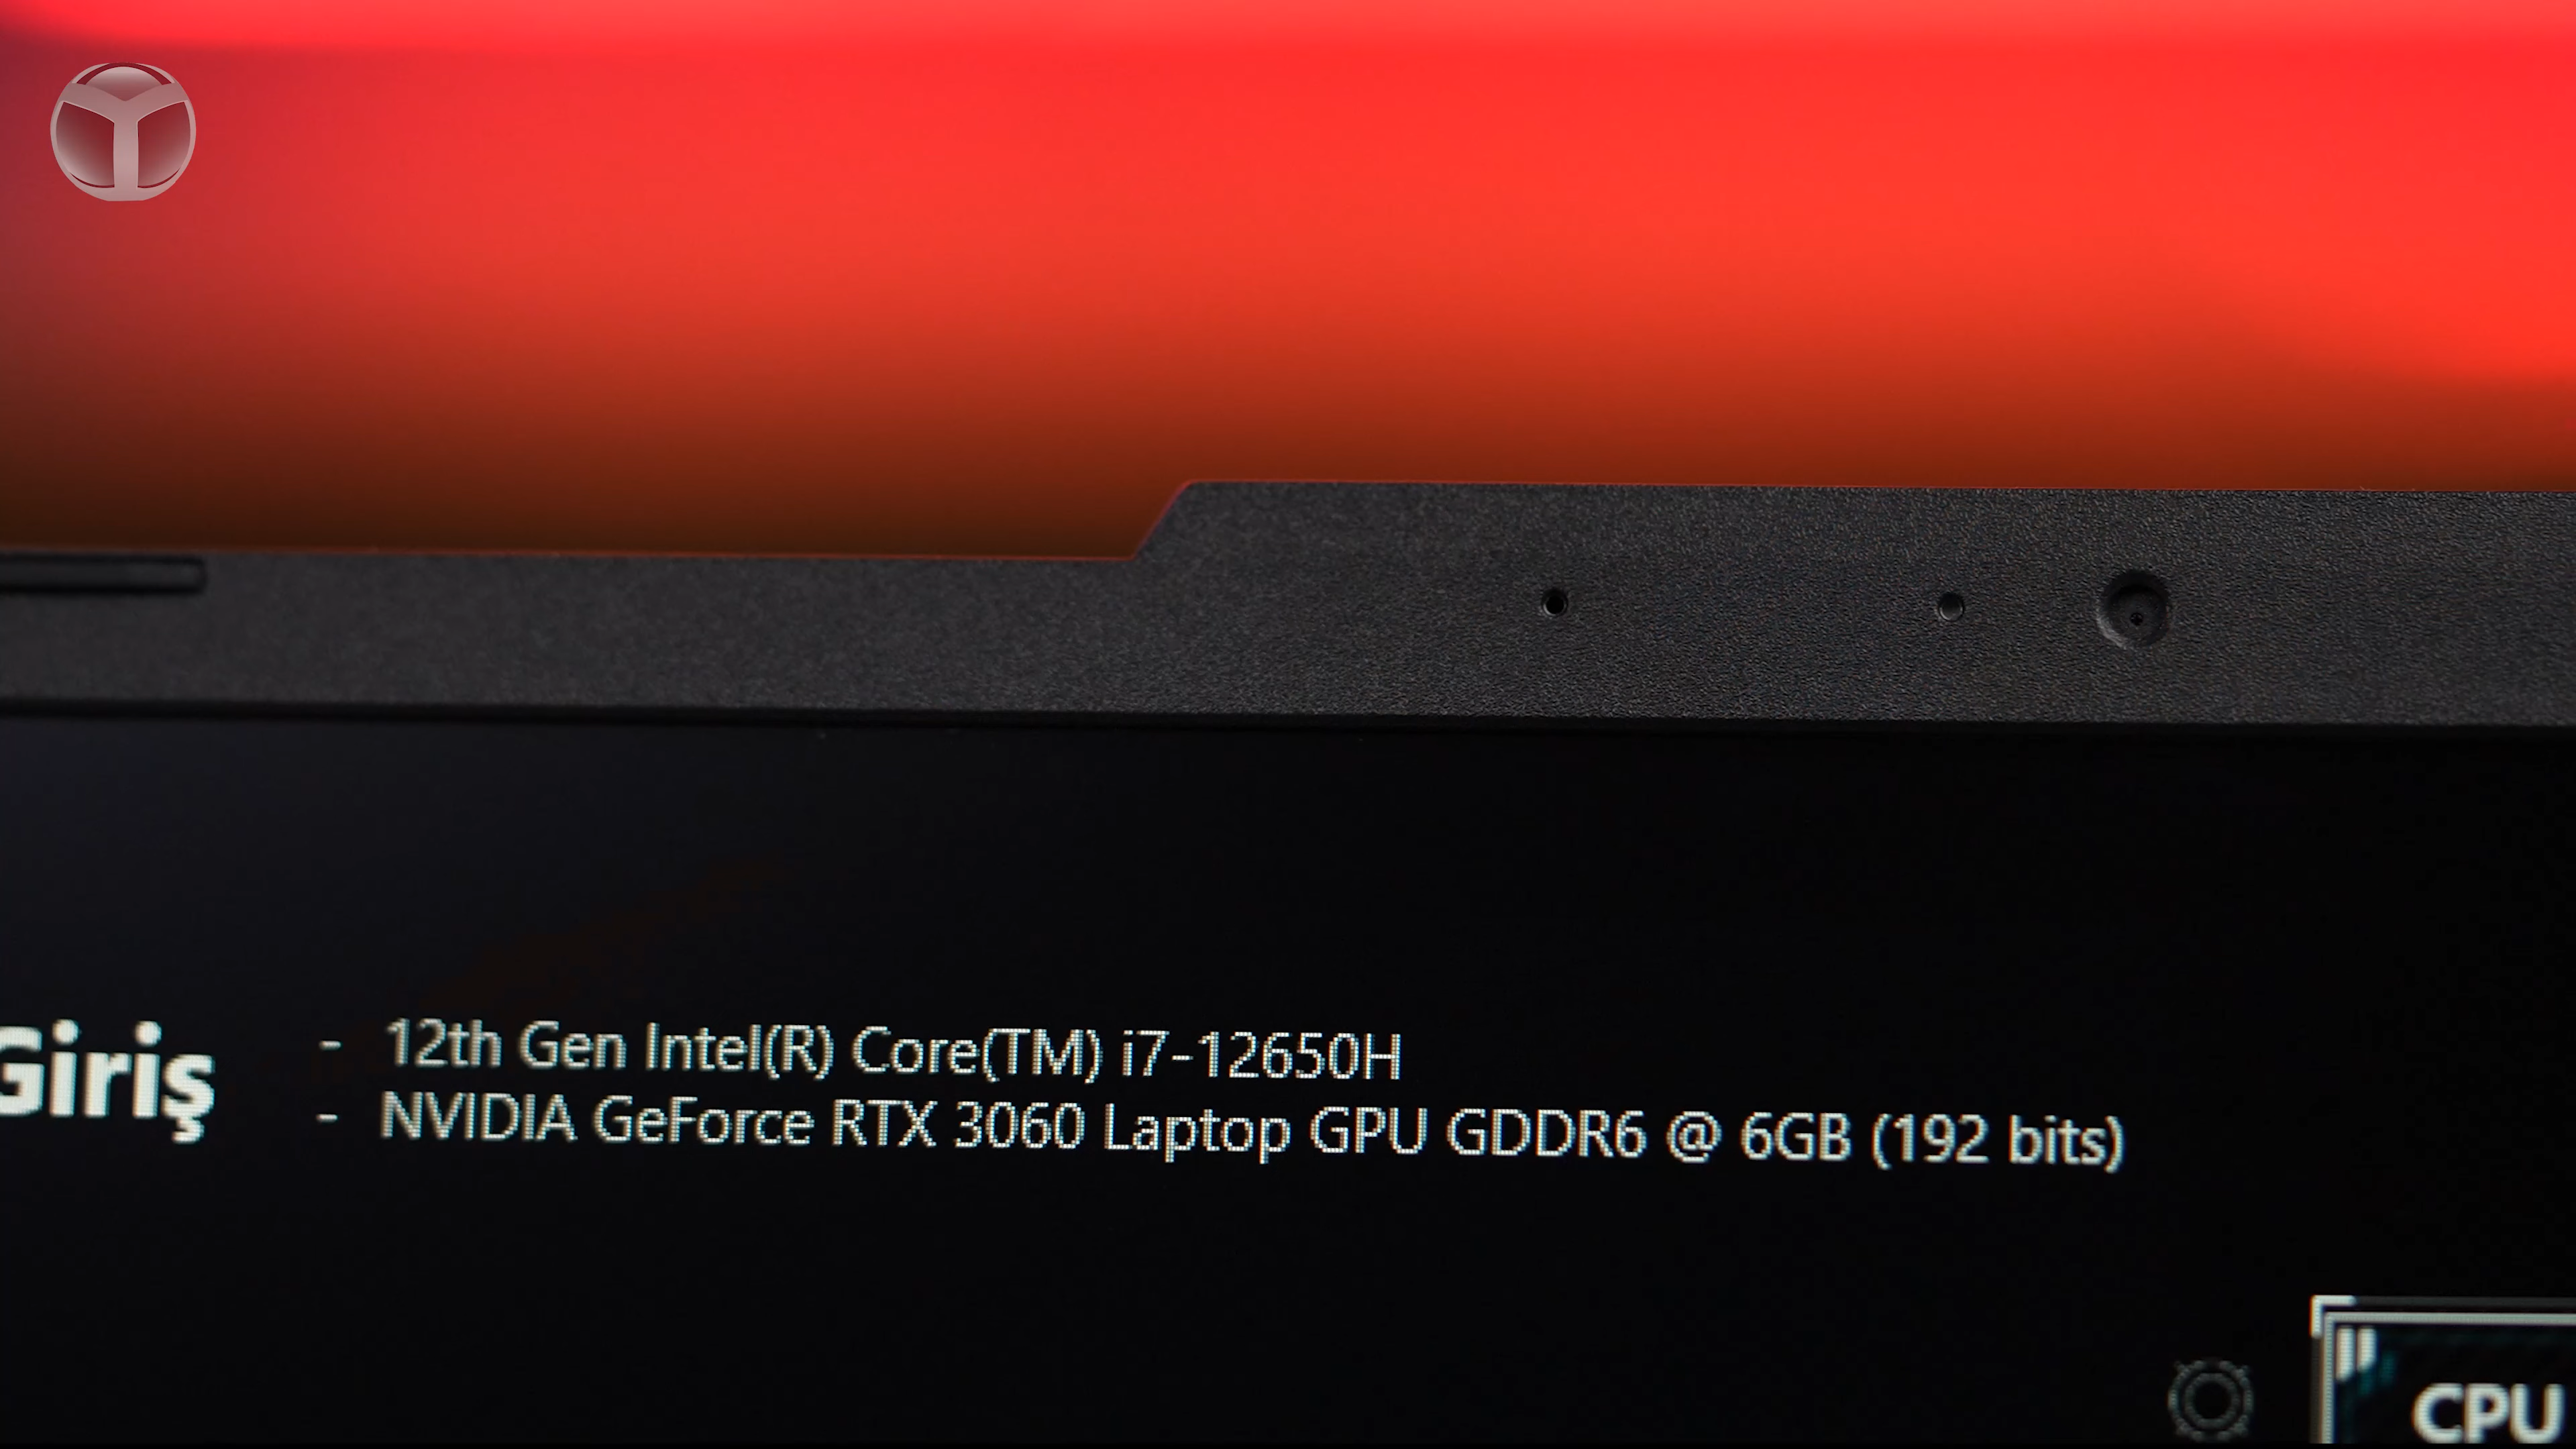 Giriş
- 12th Gen Intel(R) Core(TM) i7-12650H
- NVIDIA GeForce RTX 3060 Laptop GPU GDDR6 @ 6GB (192 bits)
CPU